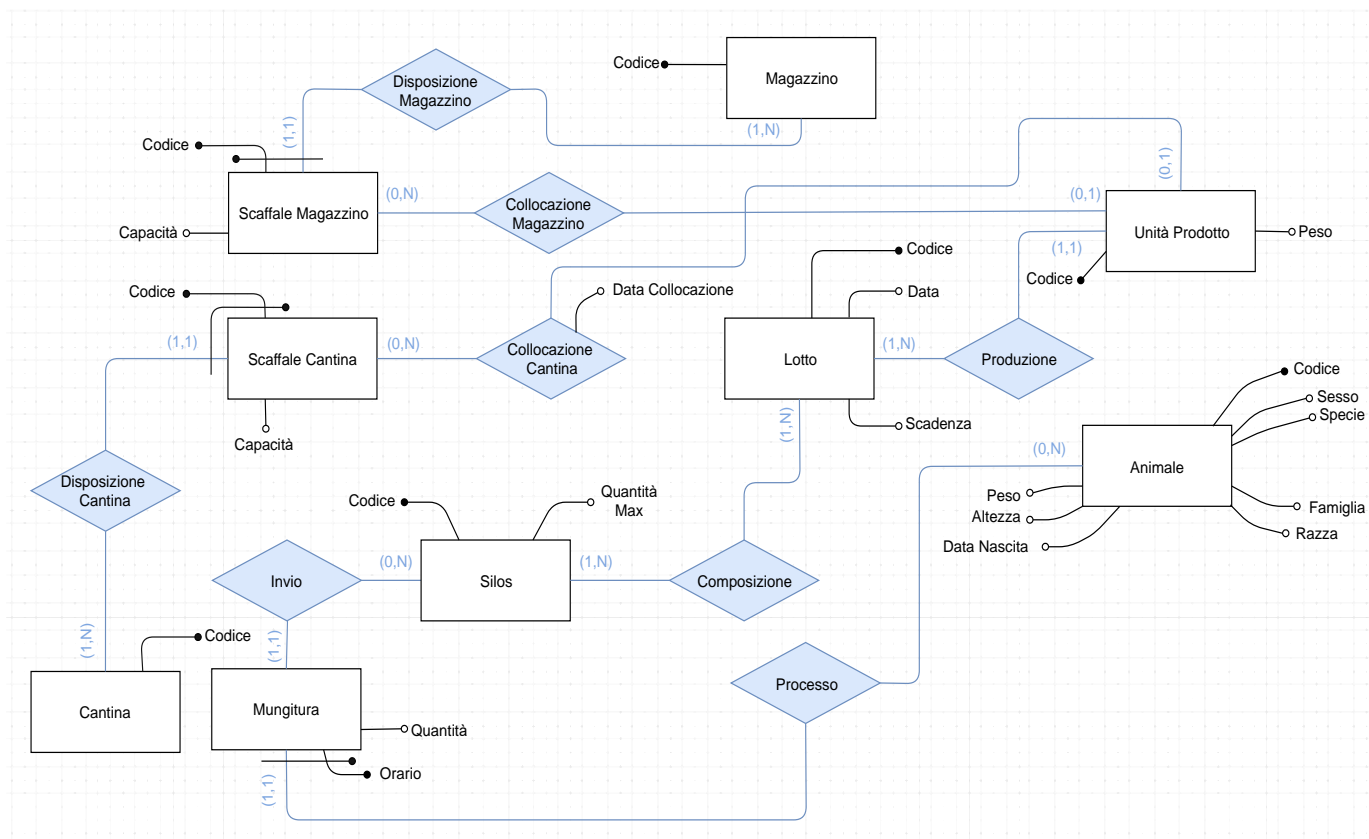 Codice
Magazzino
Disposizione
Magazzino
(1,1)
(1,N)
Codice
Scaffale Magazzino
Capacità
(0,N)
Collocazione
Magazzino
(0,1)
(0,1)
Unità Prodotto
Peso
(1,1)
Codice
Codice
Data
Lotto
(1,N)
Produzione
Scadenza
(1,N)
Codice
Data Collocazione
(1,1)
Scaffale Cantina
(0,N)
Collocazione
Cantina
Capacità
Disposizione
Cantina
Codice
Sesso
Specie
(0,N)
Animale
Peso
Altezza
Data Nascita
Famiglia
Razza
Codice
Quantità
Max
Invio
(0,N)
Silos
(1,N)
Composizione
(1,N)
Codice
Cantina
(1,1)
Mungitura
Quantità
Orario
(1,1)
Processo